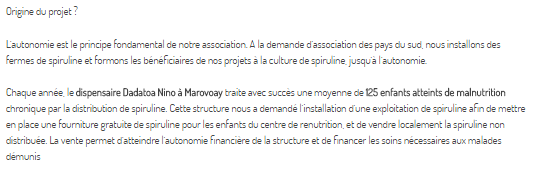 Origine du projet ?
L'autonomie est le principe fondamental de notre association. A la demande d'association des pays du sud, nous installons des
fermes de spiruline et formons les bénéficiaires de nos projets à la culture de spiruline, jusqu'à l'autonomie.
Chaque année, le dispensaire Dadatoa Nino à Marovoay traite avec succès une moyenne de 125 enfants atteints de malnutrition
chronique par la distribution de spiruline. Cette structure nous a demandé l'installation d'une exploitation de spiruline afin de mettre
en place une fourniture gratuite de spiruline pour les enfants du centre de renutrition, et de vendre localement la spiruline non
distribuée. La vente permet d'atteindre l'autonomie financière de la structure et de financer les soins nécessaires aux malades
démunis